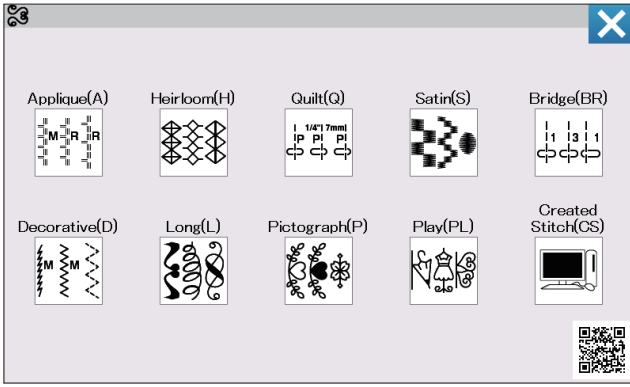 Applique(A)
Heirloom(H)
Quilt(Q)
Satin(S)
Bridge(BR)
M R R
1/4" 7mm
P P P
1 3 1
Decorative(D)
Long(L)
Pictograph(P)
Play(PL)
Created
Stitch(CS)
M M